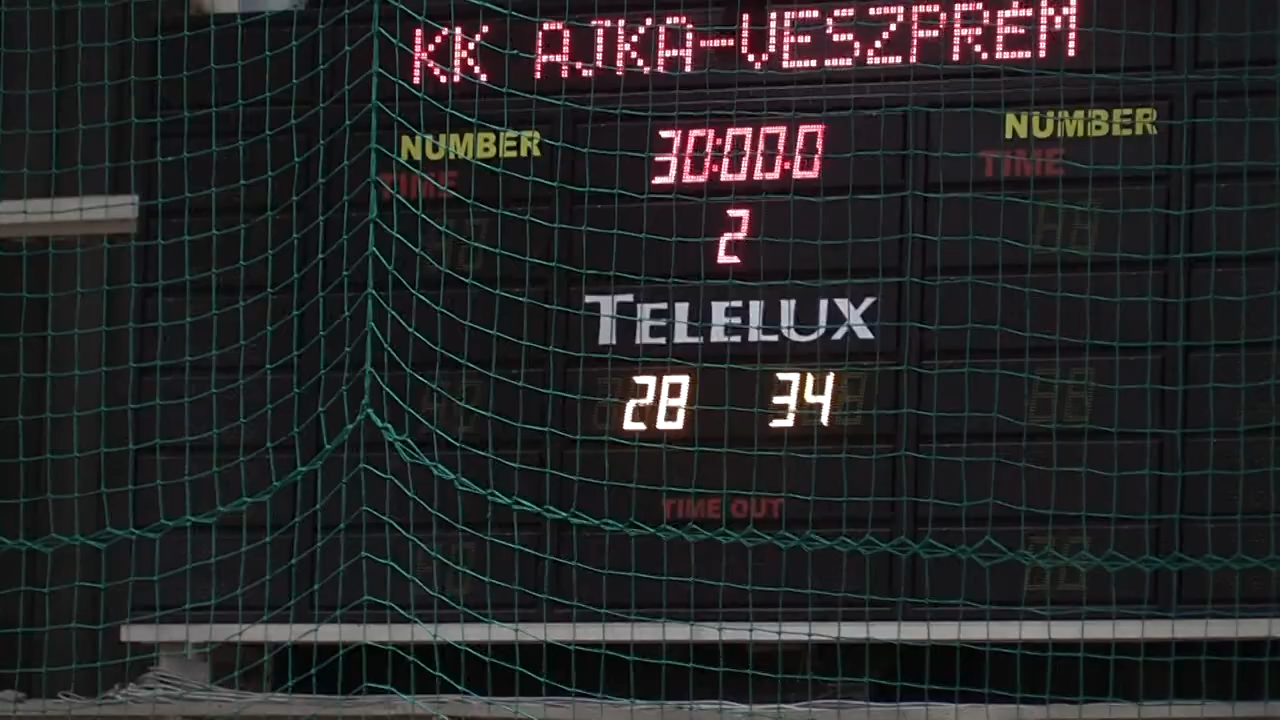 KK AJKA-VESZPRÉM
NUMBER 30:00.0 NUMBER
TIME TIME
2
TELELUX
28 34
TIME OUT